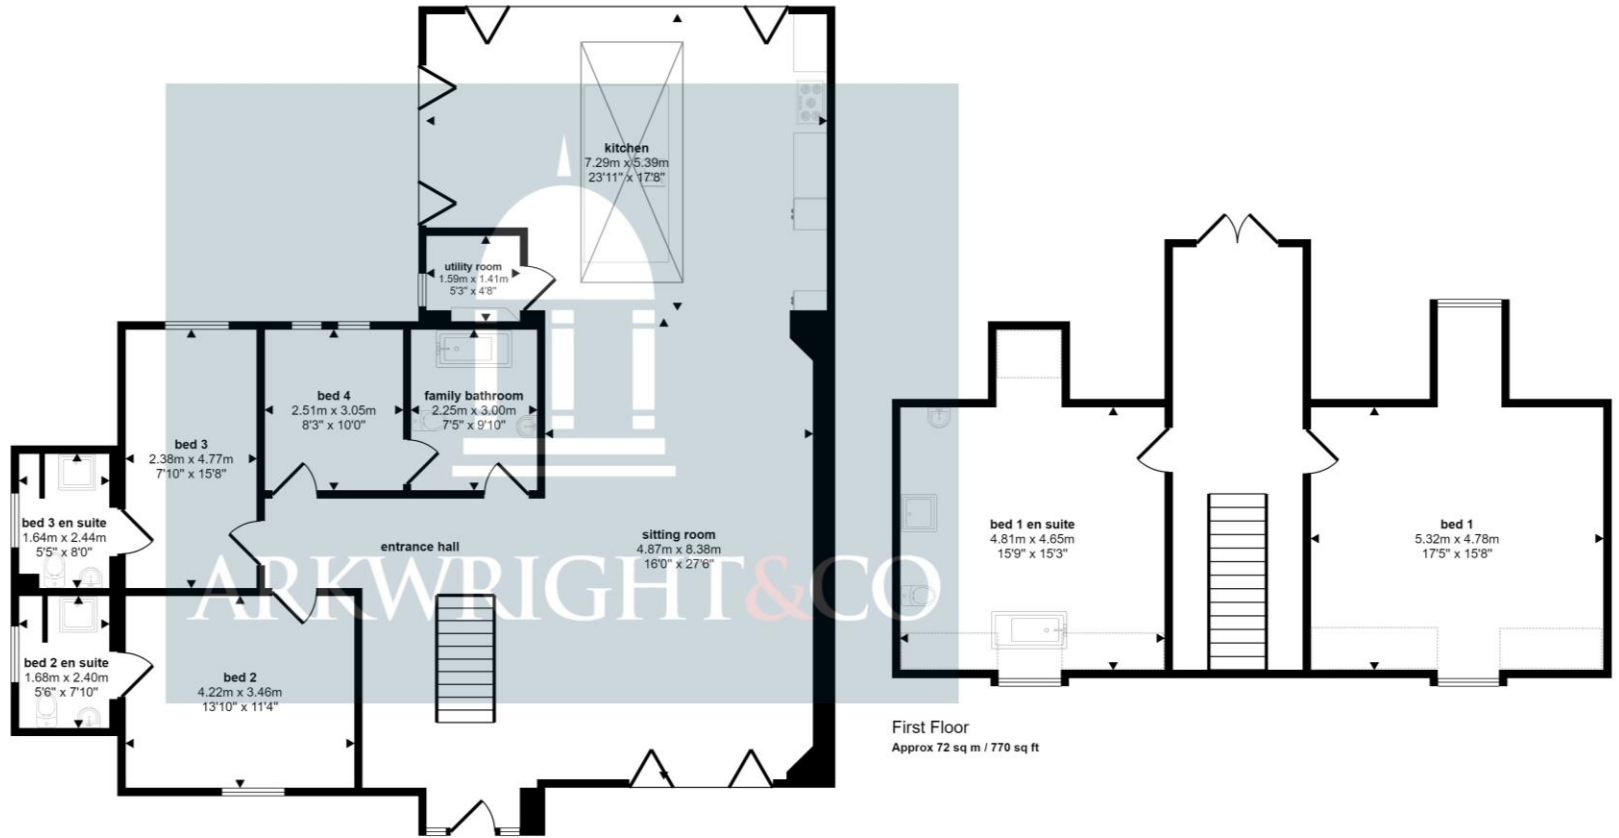 kitchen
7.29m x 5.39m
23'11" x 17'8"
utility room
1.59m x 1.41m
5'3" x 4'8"
bed 4
2.51m x 3.05m
8'3" x 10'0"
family bathroom
2.25m x 3.00m
7'5" x 9'10"
bed 3
2.38m x 4.77m
7'10" x 15'8"
bed 3 en suite
1.64m x 2.44m
5'5" x 8'0"
entrance hall
sitting room
4.87m x 8.38m
16'0" x 27'6"
ARKWRIGHT&CO
bed 2 en suite
1.68m x 2.40m
5'6" x 7'10"
bed 2
4.22m x 3.46m
13'10" x 11'4"
bed 1 en suite
4.81m x 4.65m
15'9" x 15'3"
bed 1
5.32m x 4.78m
17'5" x 15'8"
First Floor
Approx 72 sq m / 770 sq ft